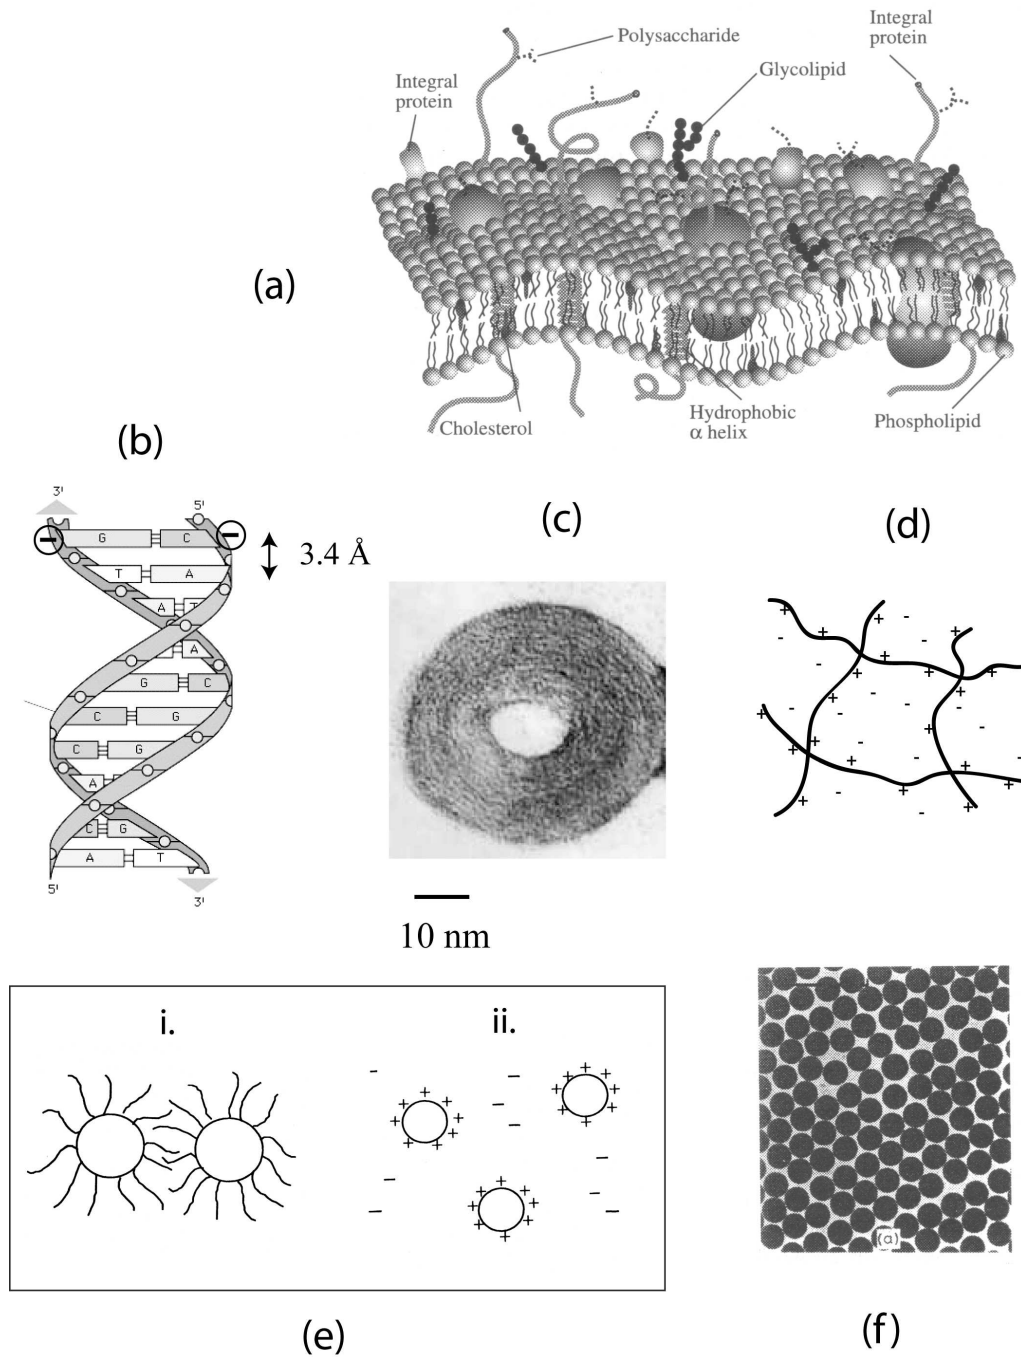 Polysaccharide
Integral
protein
Glycolipid
Integral
protein
(a)
Cholesterol
Hydrophobic
α helix
Phospholipid
(b)
3'
5'
G C
T A
A T
A
G C
C G
C G
A
C G
A T
5'
3'
3.4 Å
(c)
10 nm
(d)
+ + + - -
- + + +
- + + +
+ - - - -
+ + - + -
- + + -
+ - + + -
i.
ii.
(e)
(a)
(f)